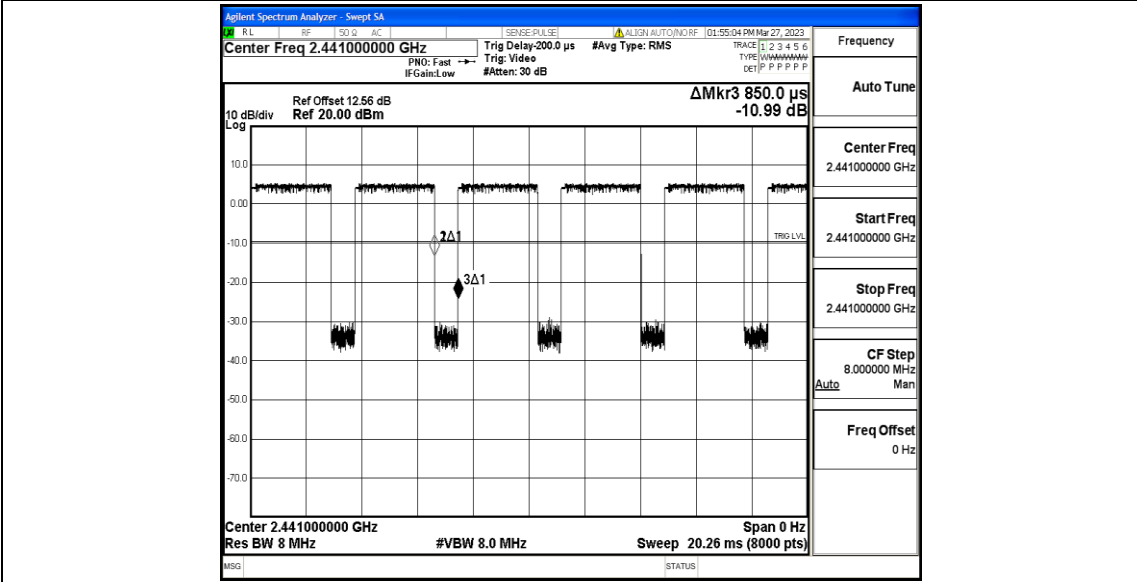 Agilent Spectrum Analyzer - Swept SA
RL RF 50 Ω AC SENSE:PULSE ALIGN AUTO/NO RF 01:55:04 PM Mar 27, 2023
Center Freq 2.441000000 GHz
PNO: Fast
IFGain:Low
Trig Delay-200.0 µs
Trig: Video
#Atten: 30 dB
#Avg Type: RMS
TRACE 1 2 3 4 5 6
TYPE WWWWWW
DET P P P P P P
ΔMkr3 850.0 µs
-10.99 dB
Ref Offset 12.56 dB
10 dB/div Ref 20.00 dBm
Log
10.0
0.00
-10.0
-20.0
-30.0
-40.0
-50.0
-60.0
-70.0
2Δ1
3Δ1
TRIG LVL
Center 2.441000000 GHz Span 0 Hz
Res BW 8 MHz #VBW 8.0 MHz Sweep 20.26 ms (8000 pts)
MSG STATUS
Frequency
Auto Tune
Center Freq
2.441000000 GHz
Start Freq
2.441000000 GHz
Stop Freq
2.441000000 GHz
CF Step
8.000000 MHz
Auto Man
Freq Offset
0 Hz